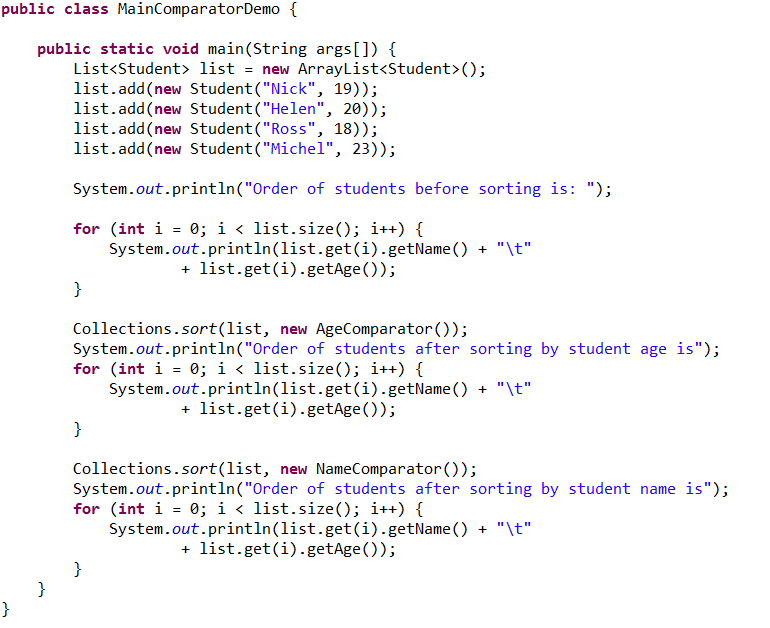 public class MainComparatorDemo {

    public static void main(String args[]) {
        List<Student> list = new ArrayList<Student>();
        list.add(new Student("Nick", 19));
        list.add(new Student("Helen", 20));
        list.add(new Student("Ross", 18));
        list.add(new Student("Michel", 23));

        System.out.println("Order of students before sorting is: ");

        for (int i = 0; i < list.size(); i++) {
            System.out.println(list.get(i).getName() + "\t"
                    + list.get(i).getAge());
        }

        Collections.sort(list, new AgeComparator());
        System.out.println("Order of students after sorting by student age is");
        for (int i = 0; i < list.size(); i++) {
            System.out.println(list.get(i).getName() + "\t"
                    + list.get(i).getAge());
        }

        Collections.sort(list, new NameComparator());
        System.out.println("Order of students after sorting by student name is");
        for (int i = 0; i < list.size(); i++) {
            System.out.println(list.get(i).getName() + "\t"
                    + list.get(i).getAge());
        }
    }
}